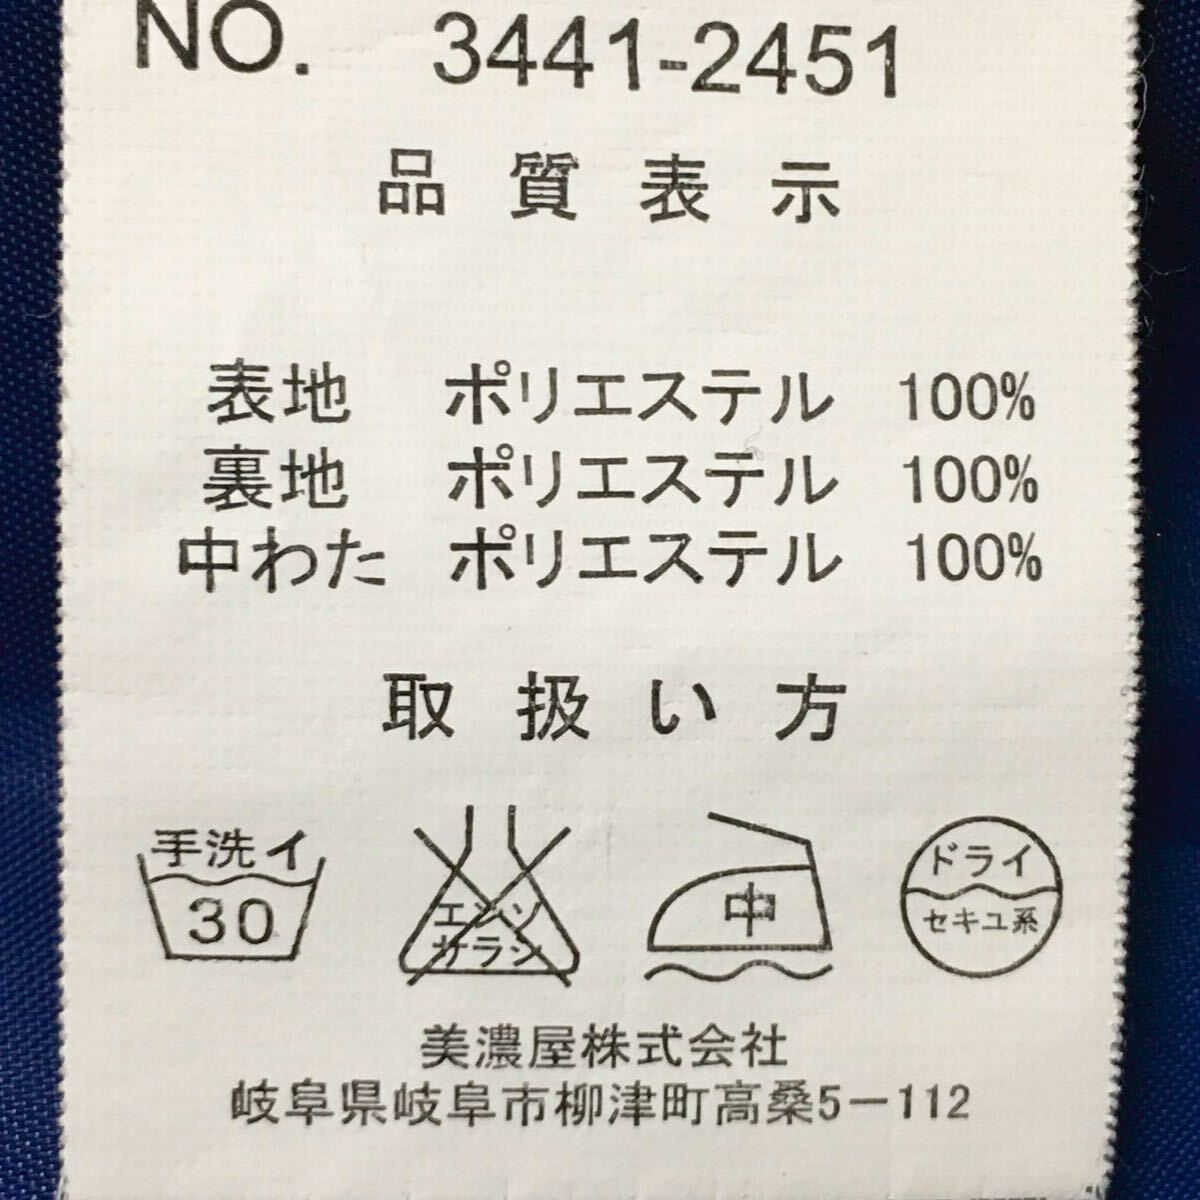 NO. 3441-2451
品質表示
表地 ポリエステル 100%
裏地 ポリエステル 100%
中わた ポリエステル 100%
取扱い方
手洗イ
30
エンソ
サラシ
中
ドライ
セキユ系
美濃屋株式会社
岐阜県岐阜市柳津町高桑5-112